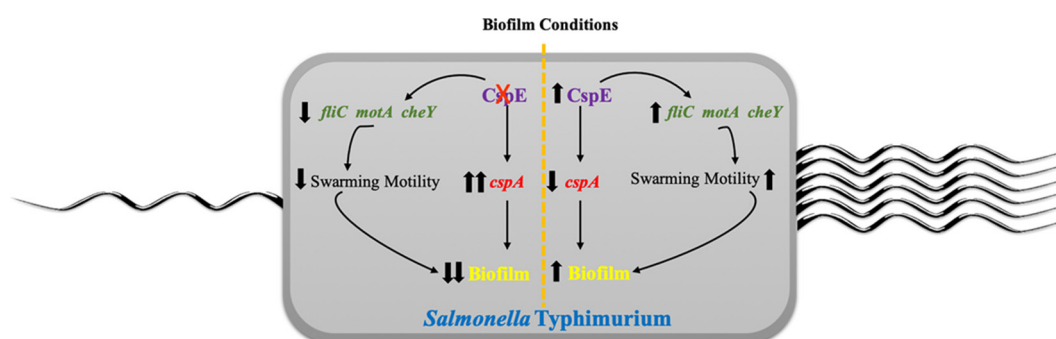 Biofilm Conditions
CspE
fliC motA cheY
Swarming Motility
cspA
Biofilm
CspE
fliC motA cheY
cspA
Swarming Motility
Biofilm
Salmonella Typhimurium